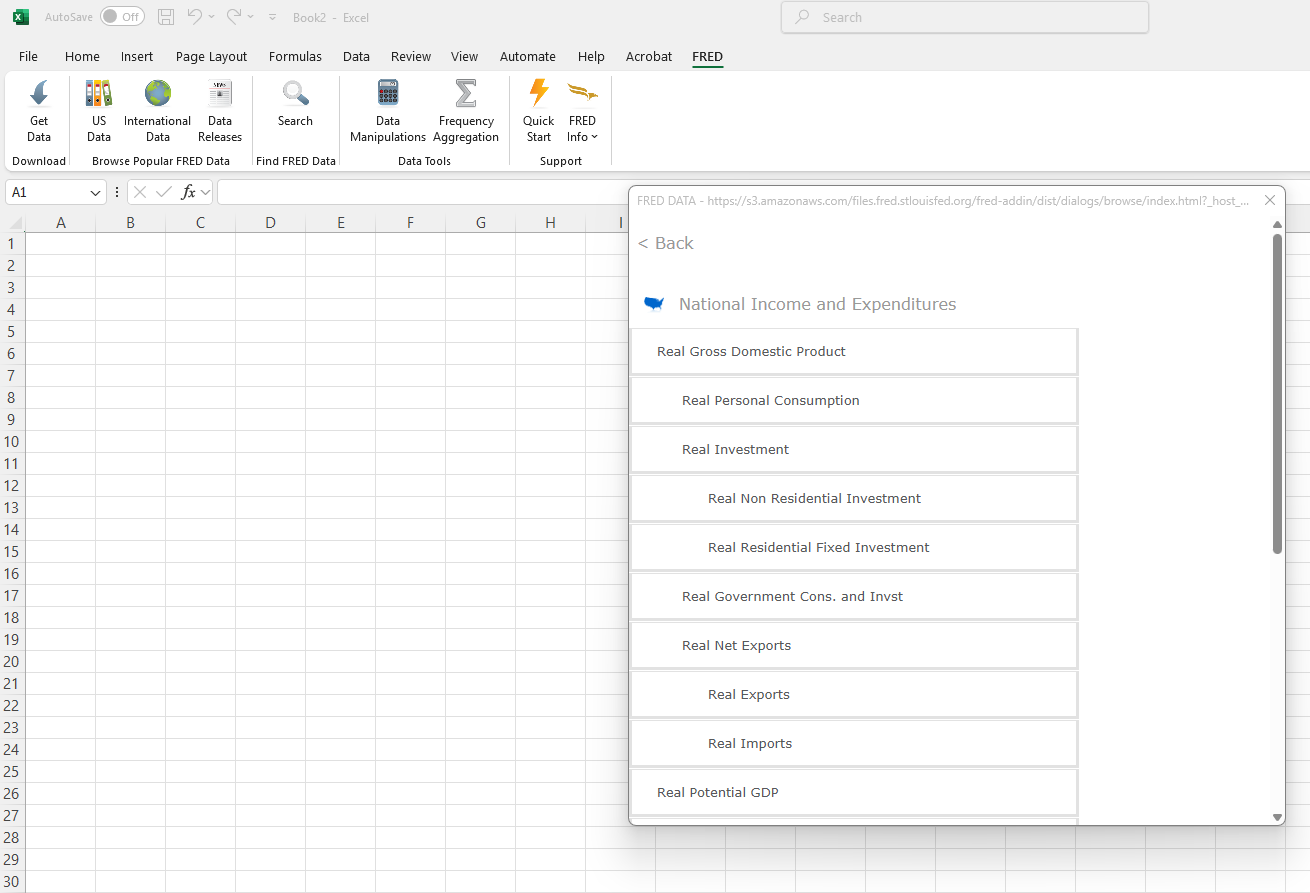 AutoSave Off Book2 - Excel Search
File Home Insert Page Layout Formulas Data Review View Automate Help Acrobat FRED
Get Data
US Data
International Data
Data Releases
Search
Data Manipulations
Frequency Aggregation
Quick Start
FRED Info
Download Browse Popular FRED Data Find FRED Data Data Tools Support
A1 fx
A B C D E F G H I
FRED DATA - https://s3.amazonaws.com/files.fred.stlouisfed.org/fred-addin/dist/dialogs/browse/index.html?_host_...
< Back
National Income and Expenditures
Real Gross Domestic Product
Real Personal Consumption
Real Investment
Real Non Residential Investment
Real Residential Fixed Investment
Real Government Cons. and Invst
Real Net Exports
Real Exports
Real Imports
Real Potential GDP
1
2
3
4
5
6
7
8
9
10
11
12
13
14
15
16
17
18
19
20
21
22
23
24
25
26
27
28
29
30